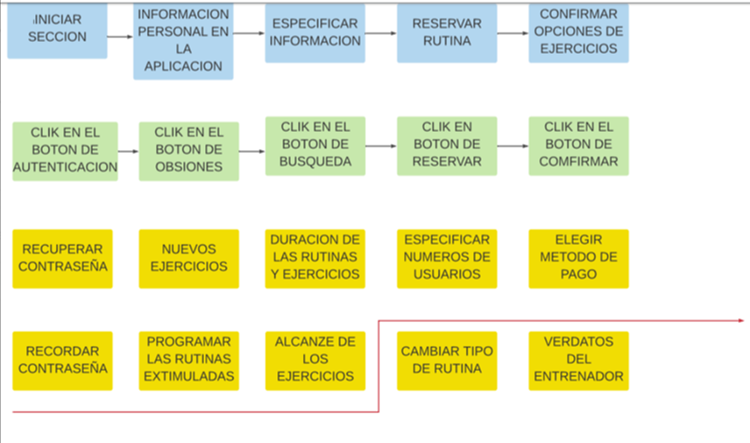 INICIAR
SECCION
INFORMACION
PERSONAL EN
LA
APLICACION
ESPECIFICAR
INFORMACION
RESERVAR
RUTINA
CONFIRMAR
OPCIONES DE
EJERCICIOS
CLIK EN EL
BOTON DE
AUTENTICACION
CLIK EN EL
BOTON DE
OBSIONES
CLIK EN EL
BOTON DE
BUSQUEDA
CLIK EN
BOTON DE
RESERVAR
CLIK EN EL
BOTON DE
COMFIRMAR
RECUPERAR
CONTRASEÑA
NUEVOS
EJERCICIOS
DURACION DE
LAS RUTINAS
Y EJERCICIOS
ESPECIFICAR
NUMEROS DE
USUARIOS
ELEGIR
METODO DE
PAGO
RECORDAR
CONTRASEÑA
PROGRAMAR
LAS RUTINAS
EXTIMULADAS
ALCANZE DE
LOS
EJERCICIOS
CAMBIAR TIPO
DE RUTINA
VERDATOS
DEL
ENTRENADOR